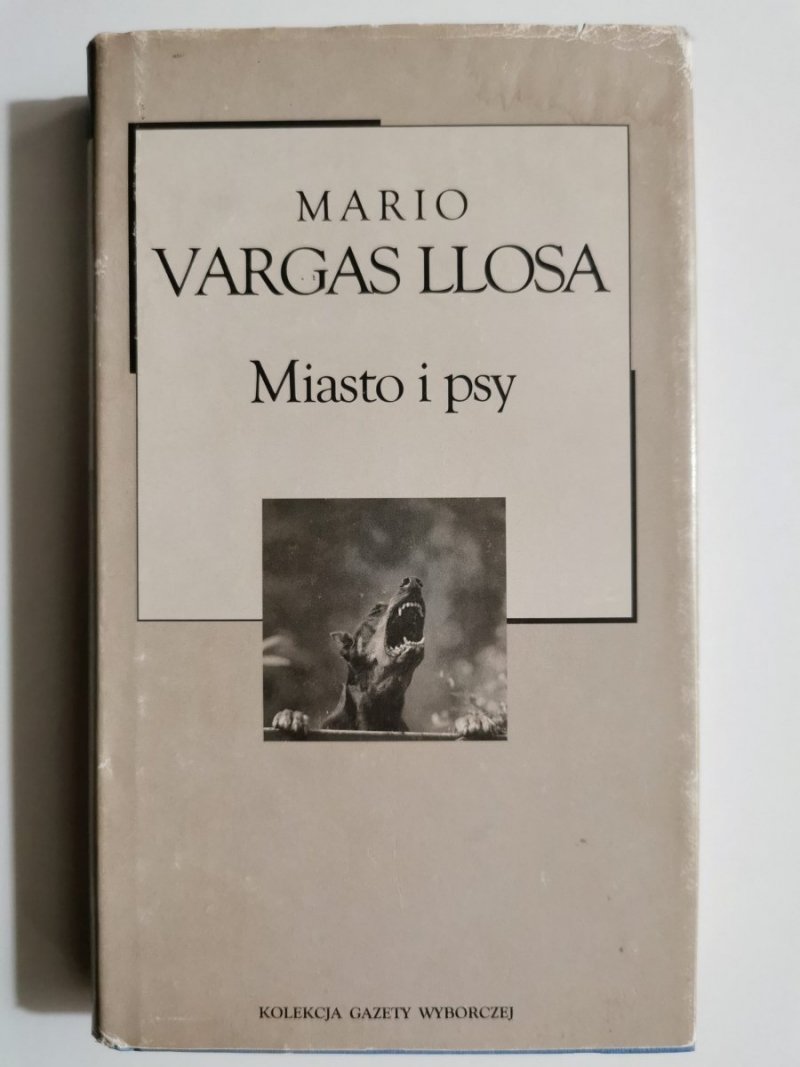 MARIO
VARGAS LLOSA
Miasto i psy
KOLEKCJA GAZETY WYBORCZEJ